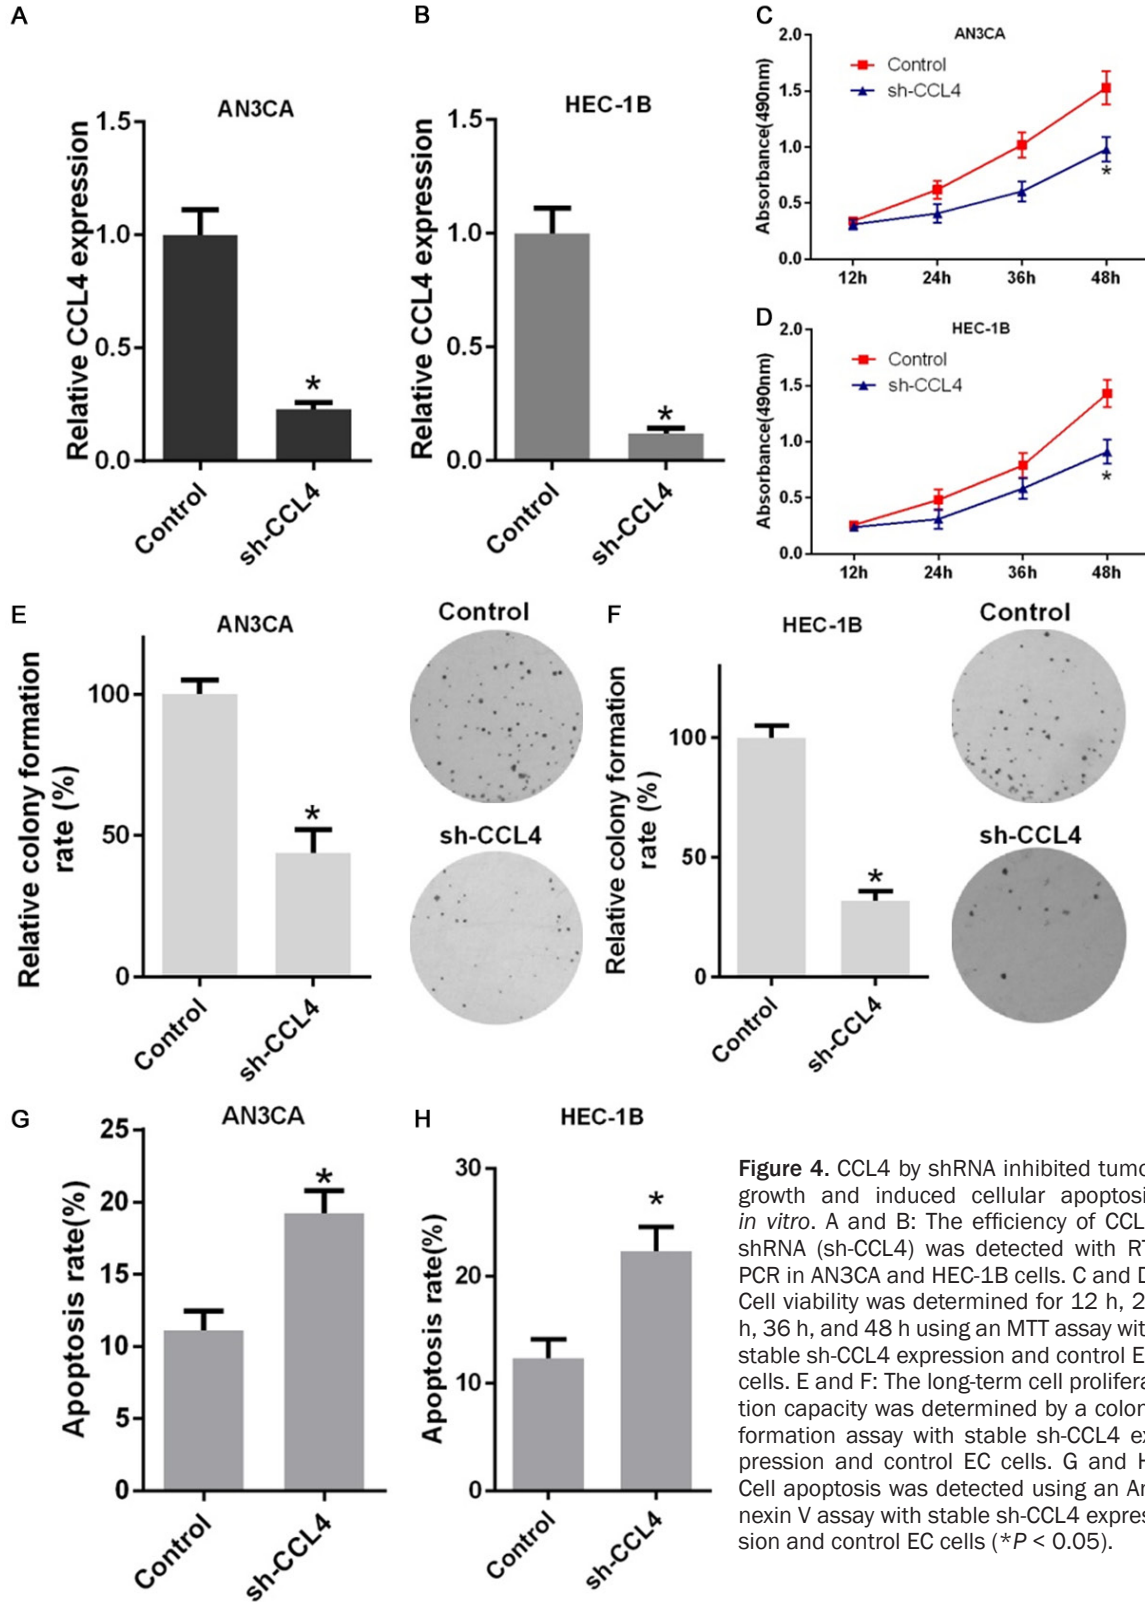 A
AN3CA
Relative CCL4 expression
1.5
1.0
0.5
0.0
*
Control
sh-CCL4
B
HEC-1B
Relative CCL4 expression
1.5
1.0
0.5
0.0
*
Control
sh-CCL4
C
AN3CA
Absorbance(490nm)
2.0
1.5
1.0
0.5
0.0
Control
sh-CCL4
*
12h 24h 36h 48h
D
HEC-1B
Absorbance(490nm)
2.0
1.5
1.0
0.5
0.0
Control
sh-CCL4
*
12h 24h 36h 48h
E
AN3CA
Relative colony formation
rate (%)
100
50
0
*
Control
sh-CCL4
Control
sh-CCL4
F
HEC-1B
Relative colony formation
rate (%)
100
50
0
*
Control
sh-CCL4
Control
sh-CCL4
G
AN3CA
Apoptosis rate(%)
25
20
15
10
5
0
*
Control
sh-CCL4
H
HEC-1B
Apoptosis rate(%)
30
20
10
0
*
Control
sh-CCL4
Figure 4. CCL4 by shRNA inhibited tumo
growth and induced cellular apoptosi
in vitro. A and B: The efficiency of CCL
shRNA (sh-CCL4) was detected with RT
PCR in AN3CA and HEC-1B cells. C and D
Cell viability was determined for 12 h, 2
h, 36 h, and 48 h using an MTT assay wit
stable sh-CCL4 expression and control E
cells. E and F: The long-term cell prolifera
tion capacity was determined by a colon
formation assay with stable sh-CCL4 ex
pression and control EC cells. G and H
Cell apoptosis was detected using an An
nexin V assay with stable sh-CCL4 expres
sion and control EC cells (*P < 0.05).